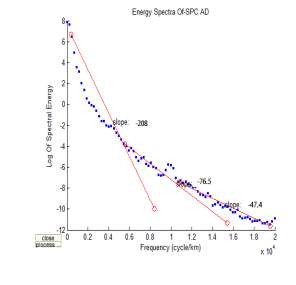 Energy Spectra Of-SPC AD
Log Of Spectral Energy
8
6
4
2
0
-2
-4
-6
-8
-10
-12
slope: -208
-76.5
slope: -47.4
0 0.2 0.4 0.6 0.8 1 1.2 1.4 1.6 1.8 2
x 10^4
Frequency (cycle/km)
close
process